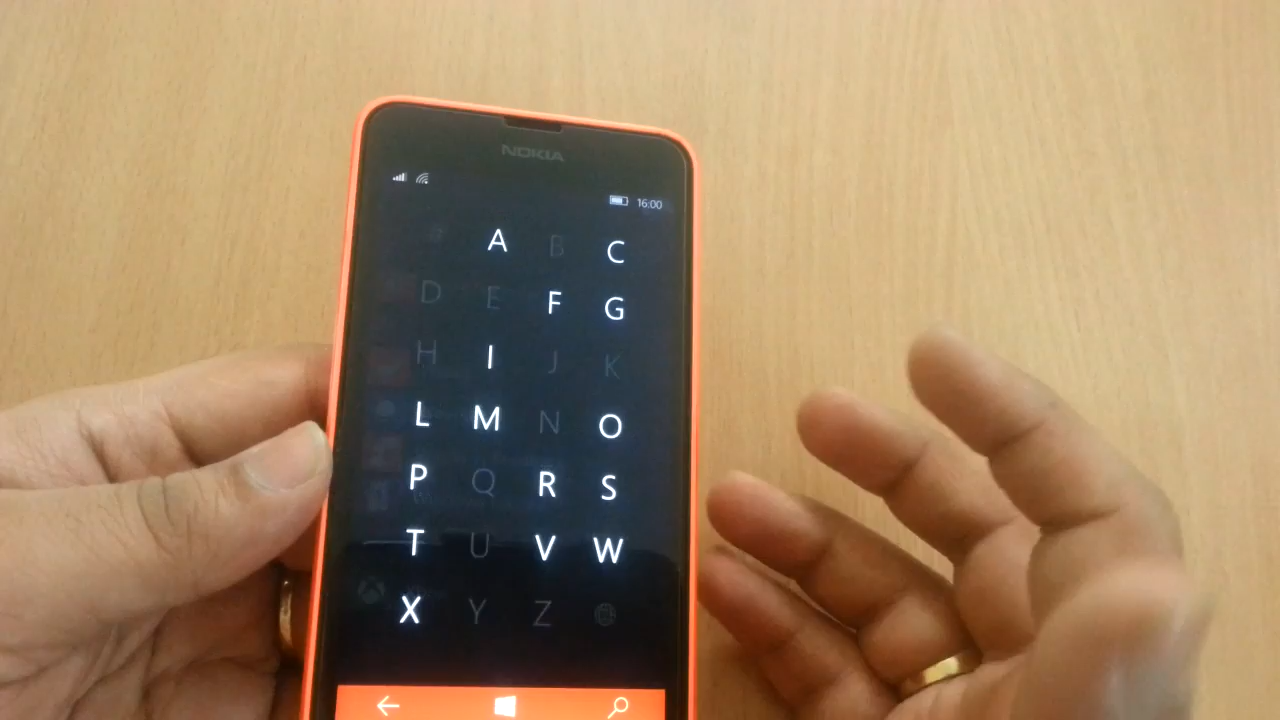 NOKIA
16:00
# A B C
D E F G
H I J K
L M N O
P Q R S
T U V W
X Y Z